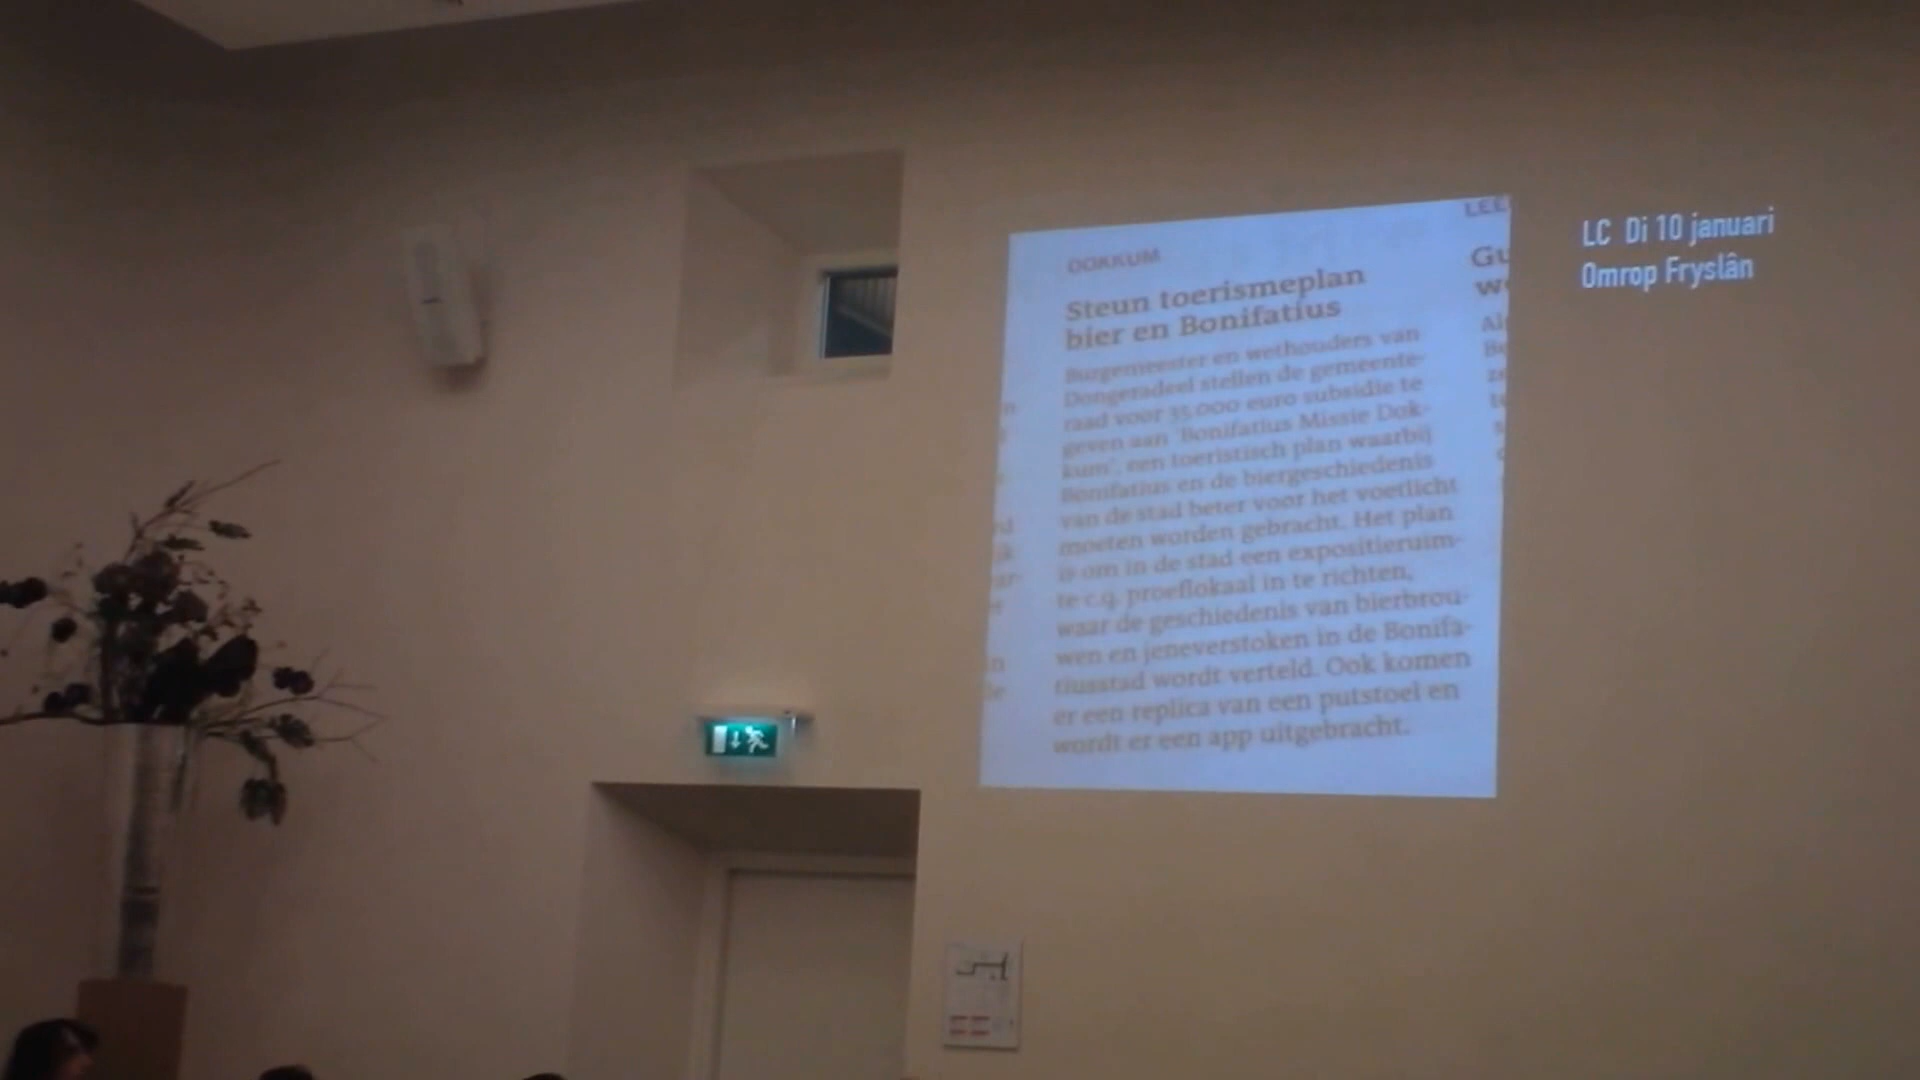 DOKKUM
Steun toerismeplan
bier en Bonifatius
Burgemeester en wethouders van
Dongeradeel stellen de gemeente-
raad voor 35.000 euro subsidie te
geven aan 'Bonifatius Missie Dok-
kum', een toeristisch plan waarbij
Bonifatius en de biergeschiedenis
van de stad beter voor het voetlicht
moeten worden gebracht. Het plan
is om in de stad een expositieruim-
te c.q. proeflokaal in te richten,
waar de geschiedenis van bierbrou-
wen en jeneverstoken in de Bonifa-
tiusstad wordt verteld. Ook komen
er een replica van een putstoel en
wordt er een app uitgebracht.
LEE
Gu
LC Di 10 januari
Omrop Fryslân